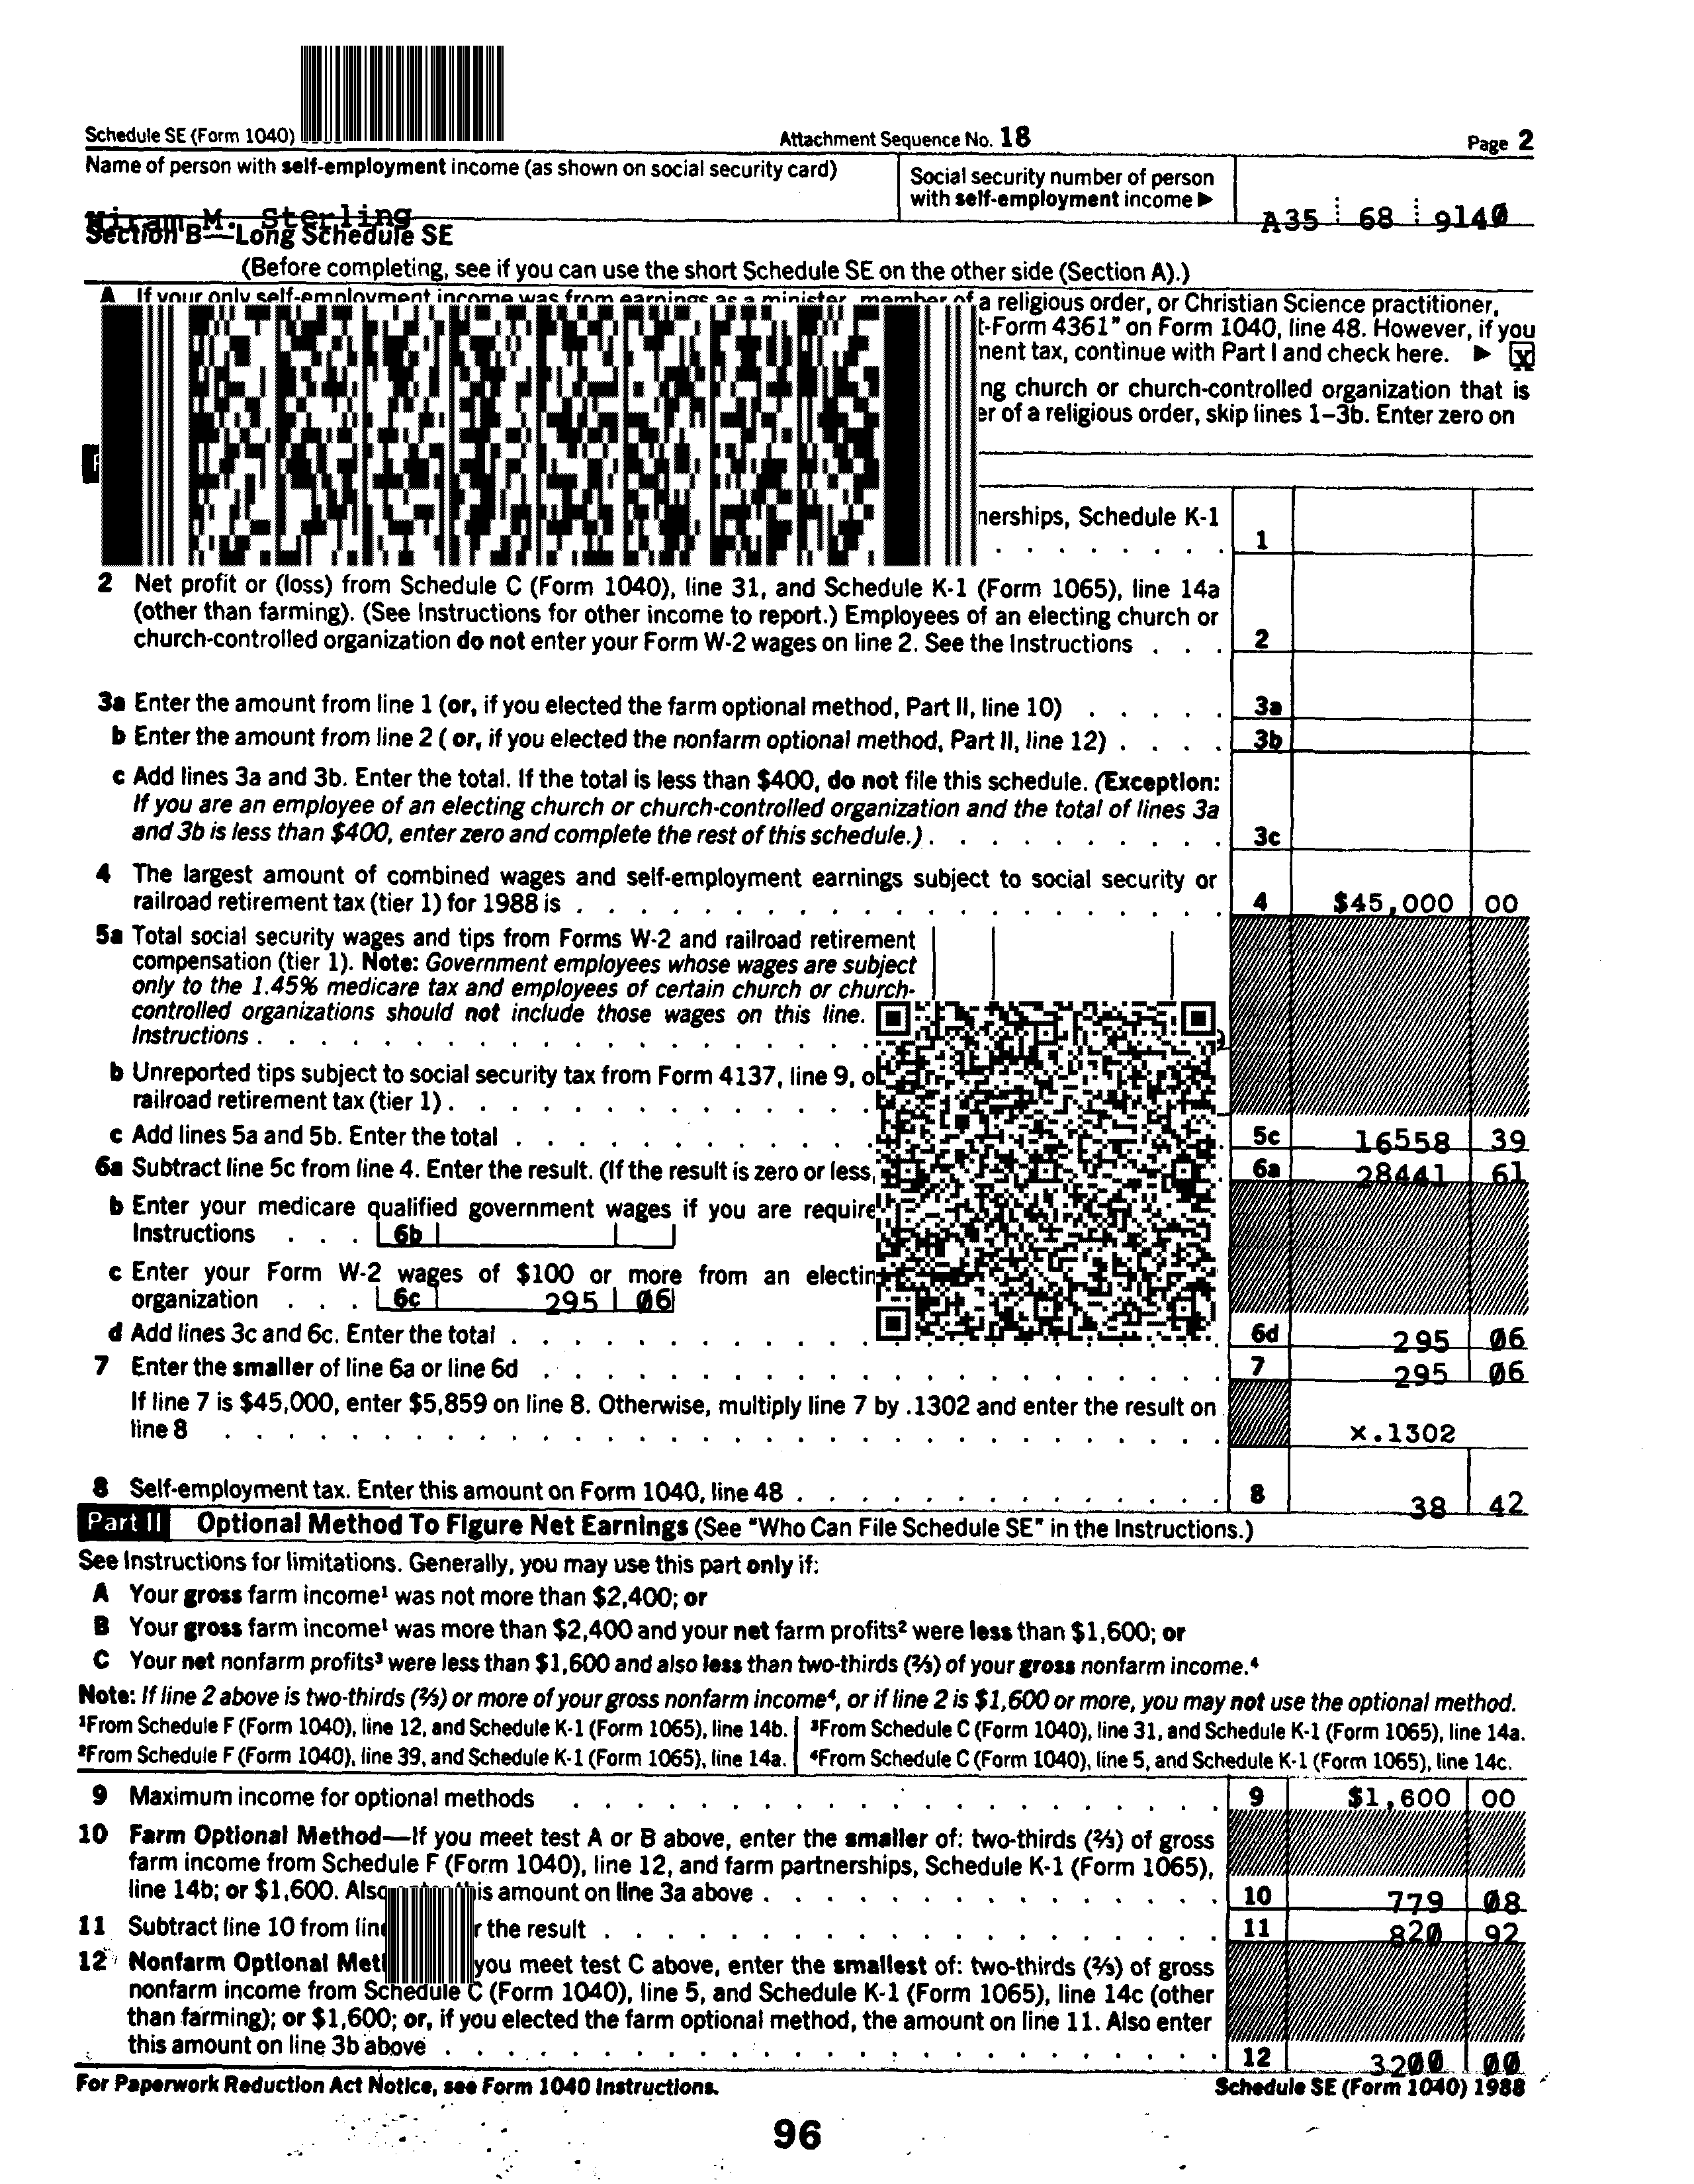 Schedule SE (Form 1040)
Attachment Sequence No. 18
Page 2
Name of person with self-employment income (as shown on social security card)
Social security number of person
with self-employment income ▶
A35 68 9140
M. Sterling
Section B—Long Schedule SE
(Before completing, see if you can use the short Schedule SE on the other side (Section A).)
A If your only self-employment income was from earnings as a minister, member of a religious order, or Christian Science practitioner,
t-Form 4361" on Form 1040, line 48. However, if you
ment tax, continue with Part I and check here. ▶ X
ng church or church-controlled organization that is
er of a religious order, skip lines 1–3b. Enter zero on
nerships, Schedule K-1
. . . . . . . . 1
2 Net profit or (loss) from Schedule C (Form 1040), line 31, and Schedule K-1 (Form 1065), line 14a
(other than farming). (See Instructions for other income to report.) Employees of an electing church or
church-controlled organization do not enter your Form W-2 wages on line 2. See the Instructions . . . 2
3a Enter the amount from line 1 (or, if you elected the farm optional method, Part II, line 10) . . . . . 3a
b Enter the amount from line 2 ( or, if you elected the nonfarm optional method, Part II, line 12) . . . . 3b
c Add lines 3a and 3b. Enter the total. If the total is less than $400, do not file this schedule. (Exception:
If you are an employee of an electing church or church-controlled organization and the total of lines 3a
and 3b is less than $400, enter zero and complete the rest of this schedule.) . . . . . . . . . . 3c
4 The largest amount of combined wages and self-employment earnings subject to social security or
railroad retirement tax (tier 1) for 1988 is . . . . . . . . . . 4 $45,000 00
5a Total social security wages and tips from Forms W-2 and railroad retirement
compensation (tier 1). Note: Government employees whose wages are subject
only to the 1.45% medicare tax and employees of certain church or church-
controlled organizations should not include those wages on this line.
Instructions . . . . . . . . . .
b Unreported tips subject to social security tax from Form 4137, line 9, o
railroad retirement tax (tier 1) . . . . . . . . . .
c Add lines 5a and 5b. Enter the total . . . . . . . . . . 5c 16558 39
6a Subtract line 5c from line 4. Enter the result. (If the result is zero or less, 6a 28441 61
b Enter your medicare qualified government wages if you are require
Instructions . . . 6b
c Enter your Form W-2 wages of $100 or more from an electin
organization . . . 6c 295 06
d Add lines 3c and 6c. Enter the total . . . . . . . . . . 6d 295 06
7 Enter the smaller of line 6a or line 6d . . . . . . . . . . 7 295 06
If line 7 is $45,000, enter $5,859 on line 8. Otherwise, multiply line 7 by .1302 and enter the result on
line 8 . . . . . . . . . . x.1302
8 Self-employment tax. Enter this amount on Form 1040, line 48 . . . . . . . . . . 8 38 42
Part II Optional Method To Figure Net Earnings (See "Who Can File Schedule SE" in the Instructions.)
See Instructions for limitations. Generally, you may use this part only if:
A Your gross farm income¹ was not more than $2,400; or
B Your gross farm income¹ was more than $2,400 and your net farm profits² were less than $1,600; or
C Your net nonfarm profits³ were less than $1,600 and also less than two-thirds (⅔) of your gross nonfarm income.⁴
Note: If line 2 above is two-thirds (⅔) or more of your gross nonfarm income⁴, or if line 2 is $1,600 or more, you may not use the optional method.
¹From Schedule F (Form 1040), line 12, and Schedule K-1 (Form 1065), line 14b. ³From Schedule C (Form 1040), line 31, and Schedule K-1 (Form 1065), line 14a.
²From Schedule F (Form 1040), line 39, and Schedule K-1 (Form 1065), line 14a. ⁴From Schedule C (Form 1040), line 5, and Schedule K-1 (Form 1065), line 14c.
9 Maximum income for optional methods . . . . . . . . . . 9 $1,600 00
10 Farm Optional Method—If you meet test A or B above, enter the smaller of: two-thirds (⅔) of gross
farm income from Schedule F (Form 1040), line 12, and farm partnerships, Schedule K-1 (Form 1065),
line 14b; or $1,600. Also is amount on line 3a above . . . . . . . . . . 10 779 08
11 Subtract line 10 from line r the result . . . . . . . . . . 11 820 92
12 Nonfarm Optional Met you meet test C above, enter the smallest of: two-thirds (⅔) of gross
nonfarm income from Schedule C (Form 1040), line 5, and Schedule K-1 (Form 1065), line 14c (other
than farming); or $1,600; or, if you elected the farm optional method, the amount on line 11. Also enter
this amount on line 3b above . . . . . . . . . . 12 3200 00
For Paperwork Reduction Act Notice, see Form 1040 Instructions.
Schedule SE (Form 1040) 1988
96